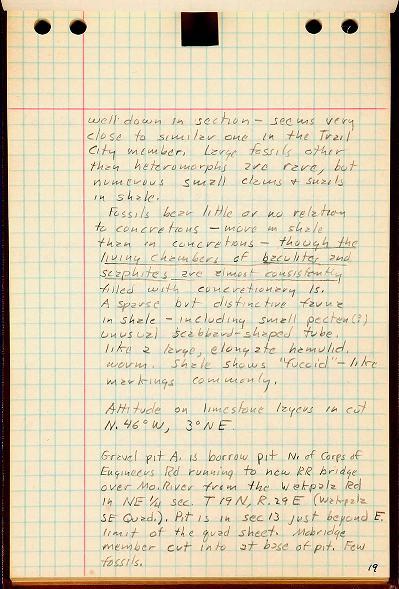 well down in section – seems very
close to similar one in the Trail
City member. Large fossils other
than heteromorphs are rare, but
numerous small clams + snails
in shale.
Fossils bear little or no relation
to concretions – more in shale
than in concretions – though the
living chambers of baculites and
scaphites are almost consistently
filled with concretionary ls.
A sparse but distinctive fauna
in shale – including small pecten(?)
unusual scabbard-shaped tube,
like a large, elongate hamulid.
worm. Shale shows "fucoid" – like
markings commonly.
Attitude on limestone layers in cut
N. 46° W, 3° NE.
Gravel pit A. is borrow pit N. of Corps of
Engineers Rd running to new RR bridge
over Mo. River from the Wakpala Rd
in NE 1/4 sec. T 19 N, R. 29 E (Wakpala
SE Quad.). Pit is in sec 13 just beyond E.
limit of the quad sheet. Mobridge
member cut into at base of pit. Few
fossils.
19